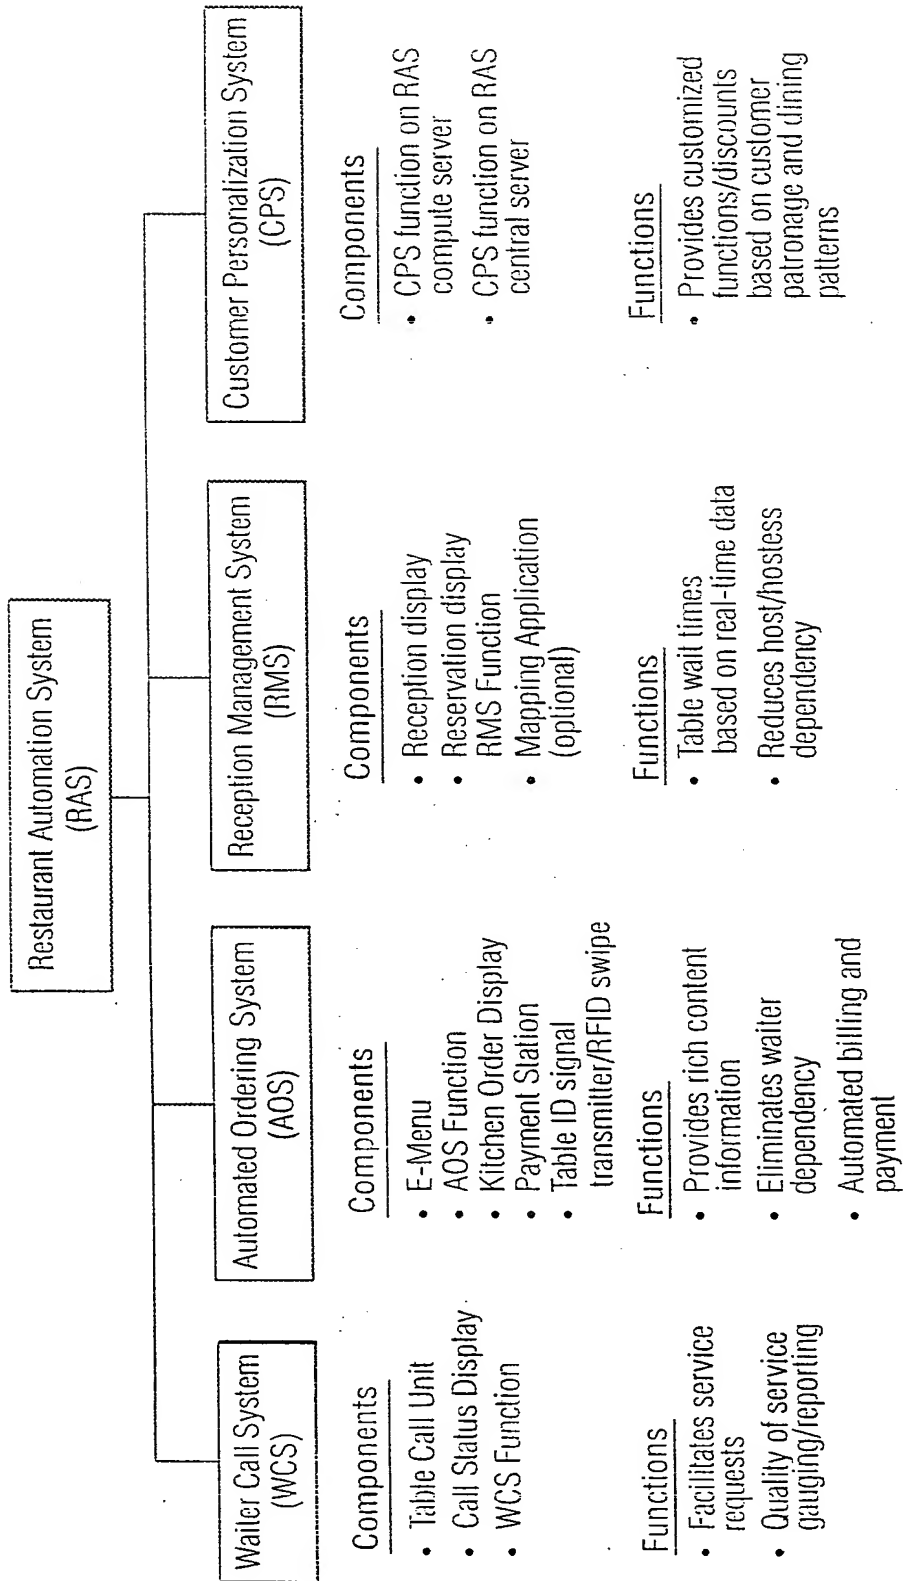 Restaurant Automation System
(RAS)
Waiter Call System
(WCS)
Components
• Table Call Unit
• Call Status Display
• WCS Function
Functions
• Facilitates service
requests
• Quality of service
gauging/reporting
Automated Ordering System
(AOS)
Components
• E-Menu
• AOS Function
• Kitchen Order Display
• Payment Station
• Table ID signal
transmitter/RFID swipe
Functions
• Provides rich content
information
• Eliminates waiter
dependency
• Automated billing and
payment
Reception Management System
(RMS)
Components
• Reception display
• Reservation display
RMS Function
• Mapping Application
(optional)
Functions
• Table wait times
based on real-time data
• Reduces host/hostess
dependency
Customer Personalization System
(CPS)
Components
• CPS function on RAS
compute server
• CPS function on RAS
central server
Functions
• Provides customized
functions/discounts
based on customer
patronage and dining
patterns